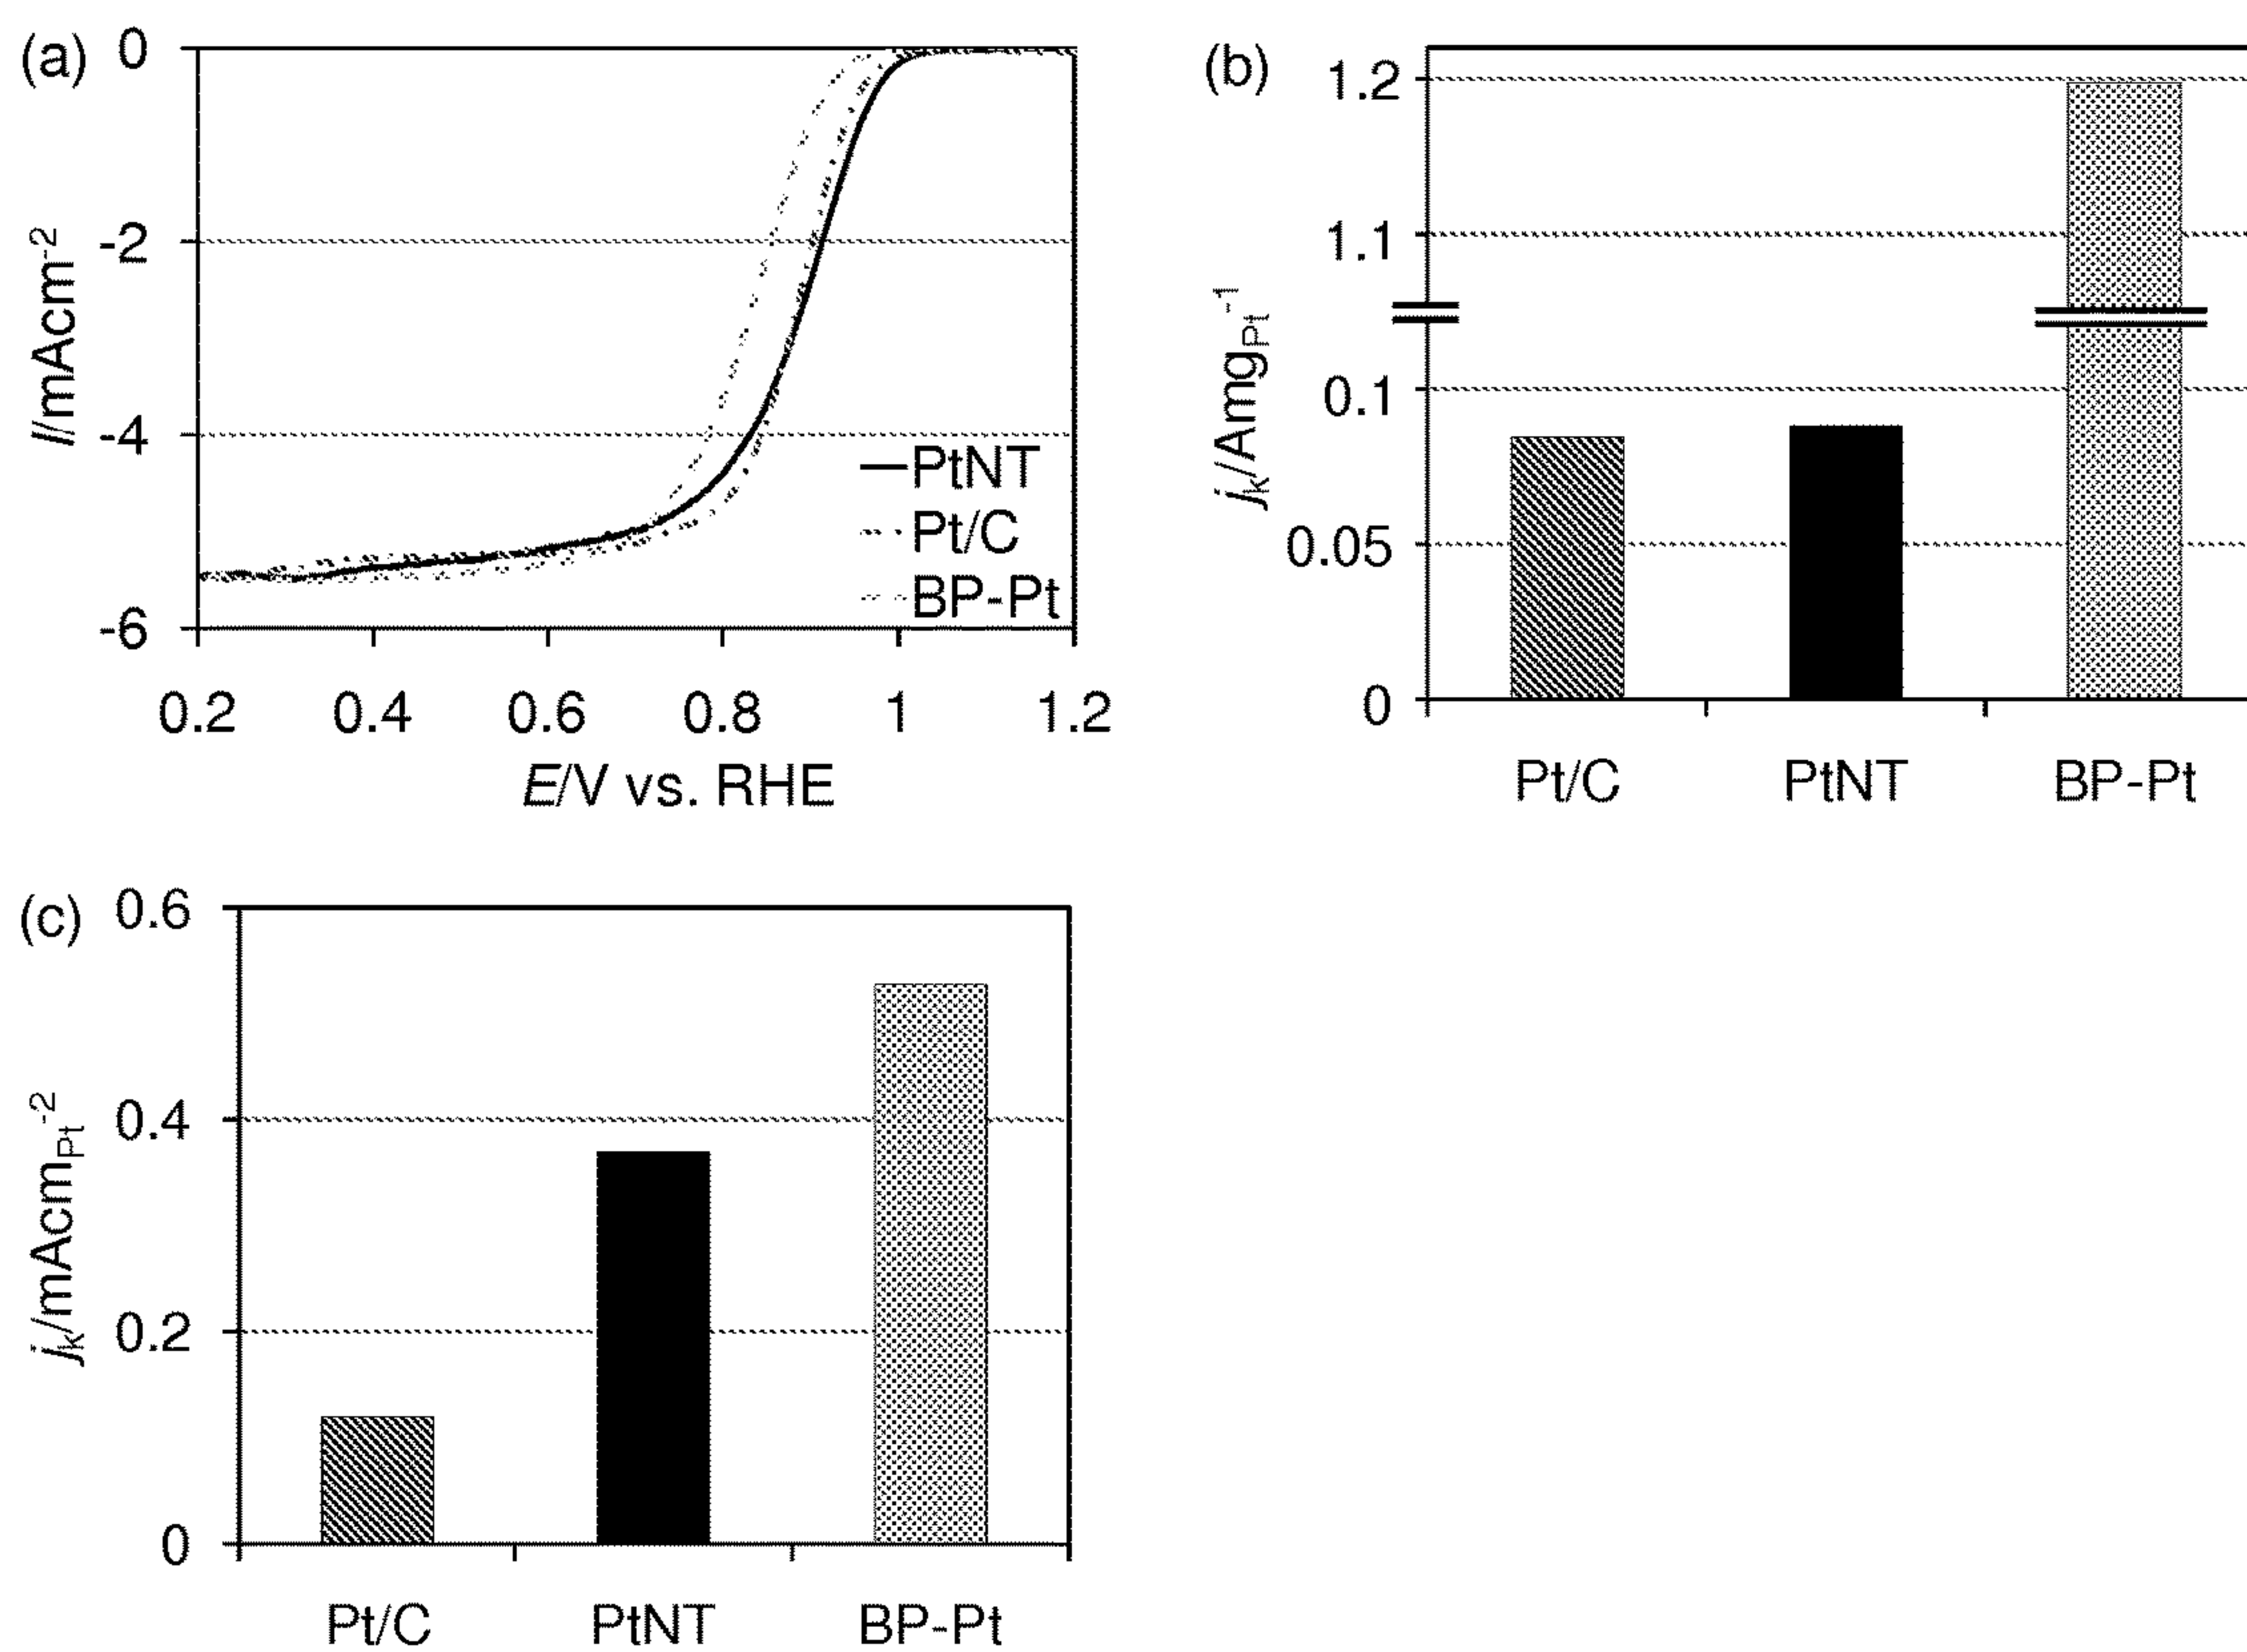 (a)
0
-2
-4
-6
I/mAcm-2
PtNT
Pt/C
BP-Pt
0.2 0.4 0.6 0.8 1 1.2
E/V vs. RHE
(b)
1.2
1.1
0.1
0.05
0
jk/AmgPt-1
Pt/C PtNT BP-Pt
(c)
0.6
0.4
0.2
0
jk/mAcmPt-2
Pt/C PtNT BP-Pt